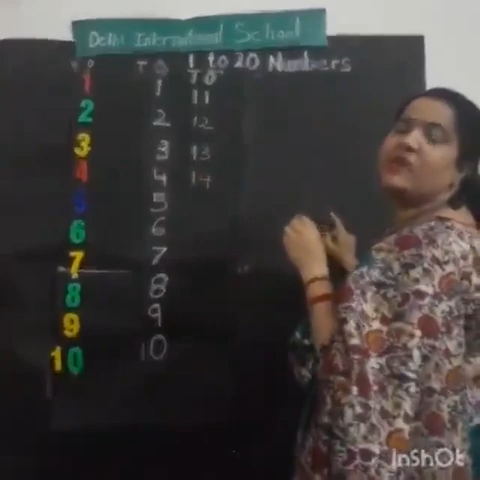 Delhi International School
1 to 20 Numbers
T O T O T O
1 1 11
2 2 12
3 3 13
4 4 14
5 5
6 6
7 7
8 8
9 9
10 10
InShOt